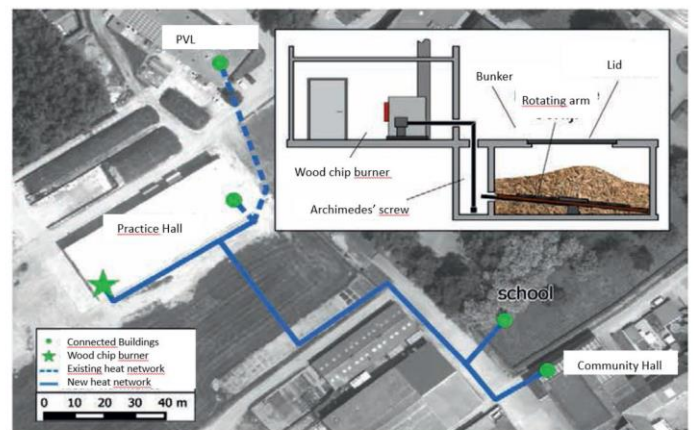 PVL
Bunker
Lid
Rotating arm
Wood chip burner
Archimedes' screw
Practice Hall
school
Community Hall
Connected Buildings
Wood chip burner
Existing heat network
New heat network
0 10 20 30 40 m